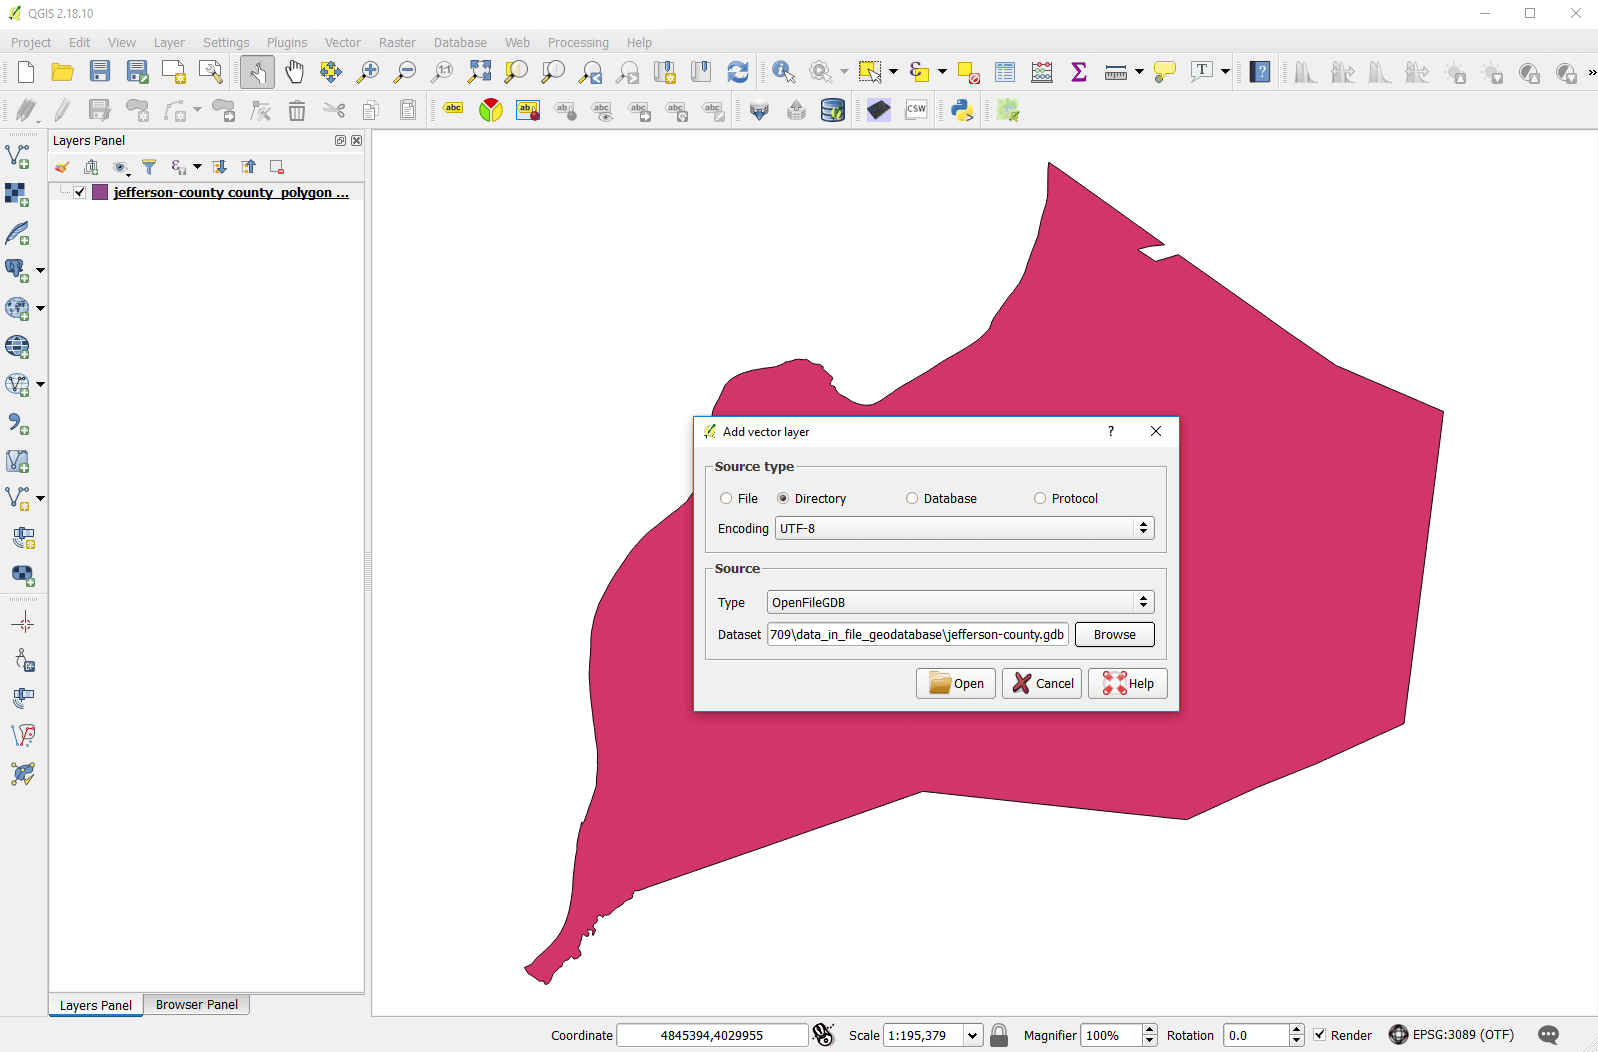 QGIS 2.18.10
Project Edit View Layer Settings Plugins Vector Raster Database Web Processing Help
Layers Panel
jefferson-county county_polygon ...
Add vector layer
Source type
File Directory Database Protocol
Encoding UTF-8
Source
Type OpenFileGDB
Dataset 709\data_in_file_geodatabase\jefferson-county.gdb Browse
Open Cancel Help
Layers Panel Browser Panel
Coordinate 4845394,4029955 Scale 1:195,379 Magnifier 100% Rotation 0.0 Render EPSG:3089 (OTF)